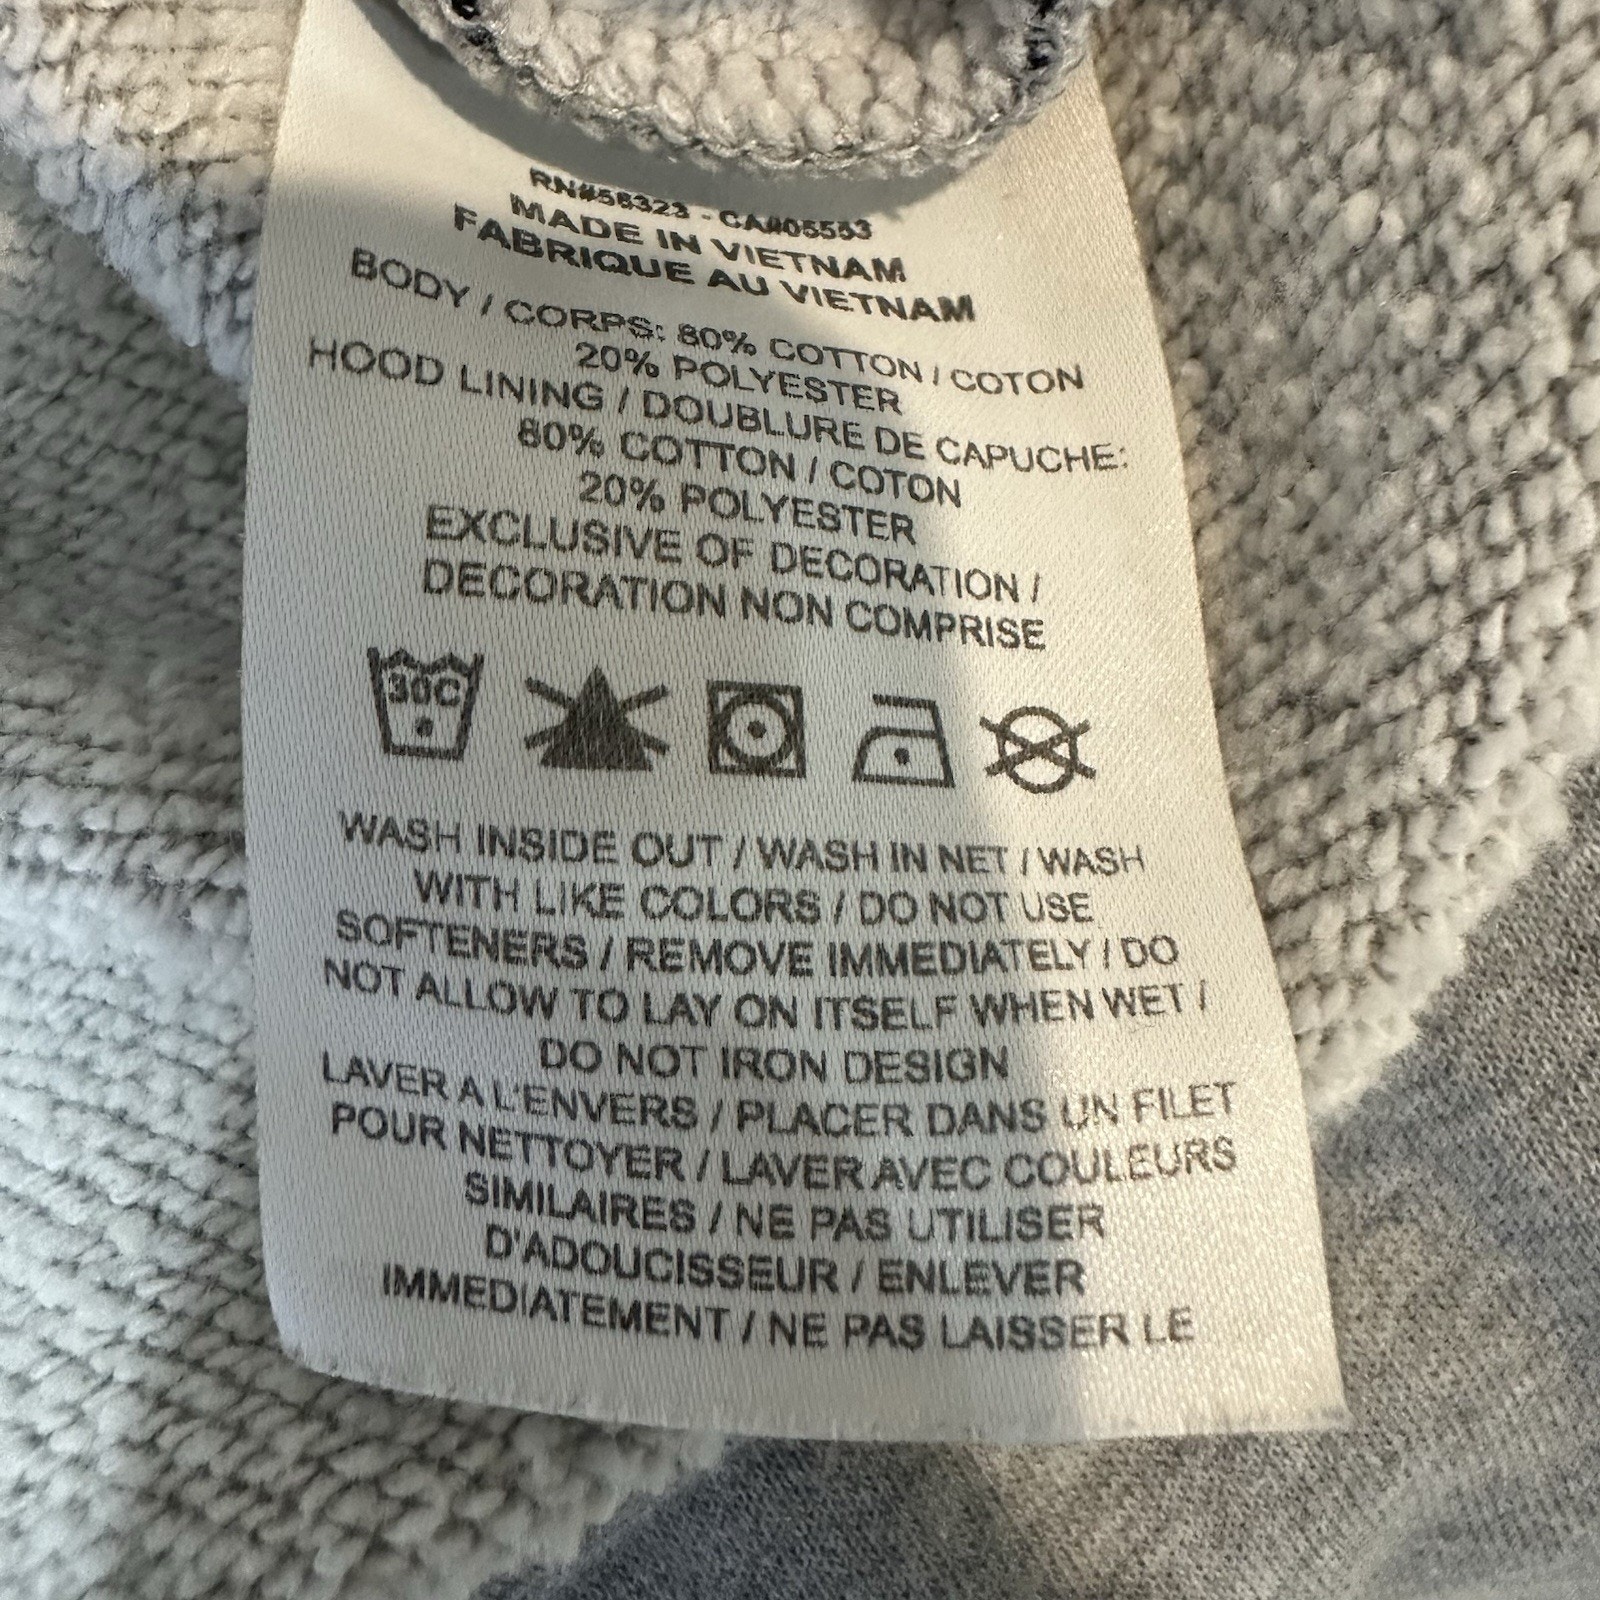 RN#56323 - CA#05553
MADE IN VIETNAM
FABRIQUE AU VIETNAM
BODY / CORPS: 80% COTTON / COTON
20% POLYESTER
HOOD LINING / DOUBLURE DE CAPUCHE:
80% COTTON / COTON
20% POLYESTER
EXCLUSIVE OF DECORATION /
DECORATION NON COMPRISE
30C
WASH INSIDE OUT / WASH IN NET / WASH
WITH LIKE COLORS / DO NOT USE
SOFTENERS / REMOVE IMMEDIATELY / DO
NOT ALLOW TO LAY ON ITSELF WHEN WET /
DO NOT IRON DESIGN
LAVER A L'ENVERS / PLACER DANS UN FILET
POUR NETTOYER / LAVER AVEC COULEURS
SIMILAIRES / NE PAS UTILISER
D'ADOUCISSEUR / ENLEVER
IMMEDIATEMENT / NE PAS LAISSER LE